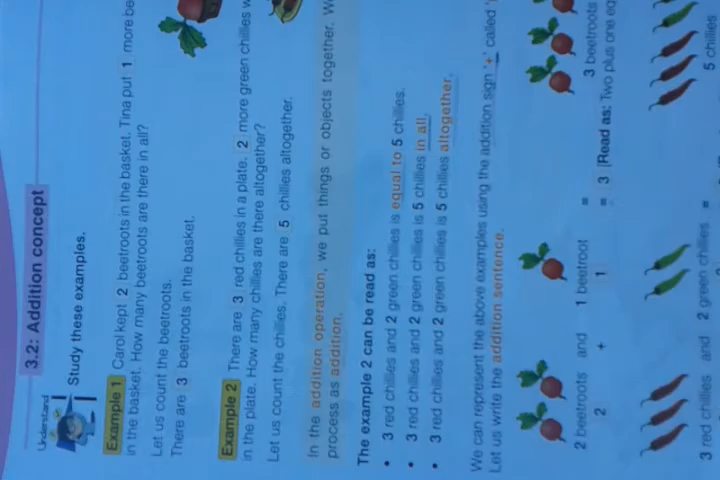 3.2: Addition concept
Understand
Study these examples.
Example 1 Carol kept 2 beetroots in the basket. Tina put 1 more
in the basket. How many beetroots are there in all?
Let us count the beetroots.
There are 3 beetroots in the basket.
Example 2 There are 3 red chillies in a plate. 2 more green chillies
in the plate. How many chillies are there altogether?
Let us count the chillies. There are 5 chillies altogether.
In the addition operation, we put things or objects together.
process as addition.
The example 2 can be read as:
• 3 red chillies and 2 green chillies is equal to 5 chillies.
• 3 red chillies and 2 green chillies is 5 chillies in all.
• 3 red chillies and 2 green chillies is 5 chillies altogether.
We can represent the above examples using the addition sign '+' called
Let us write the addition sentence.
2 beetroots and 1 beetroot = 3 beetroots
2 + 1 = 3 [Read as: Two plus one
3 red chillies and 2 green chillies = 5 chillies